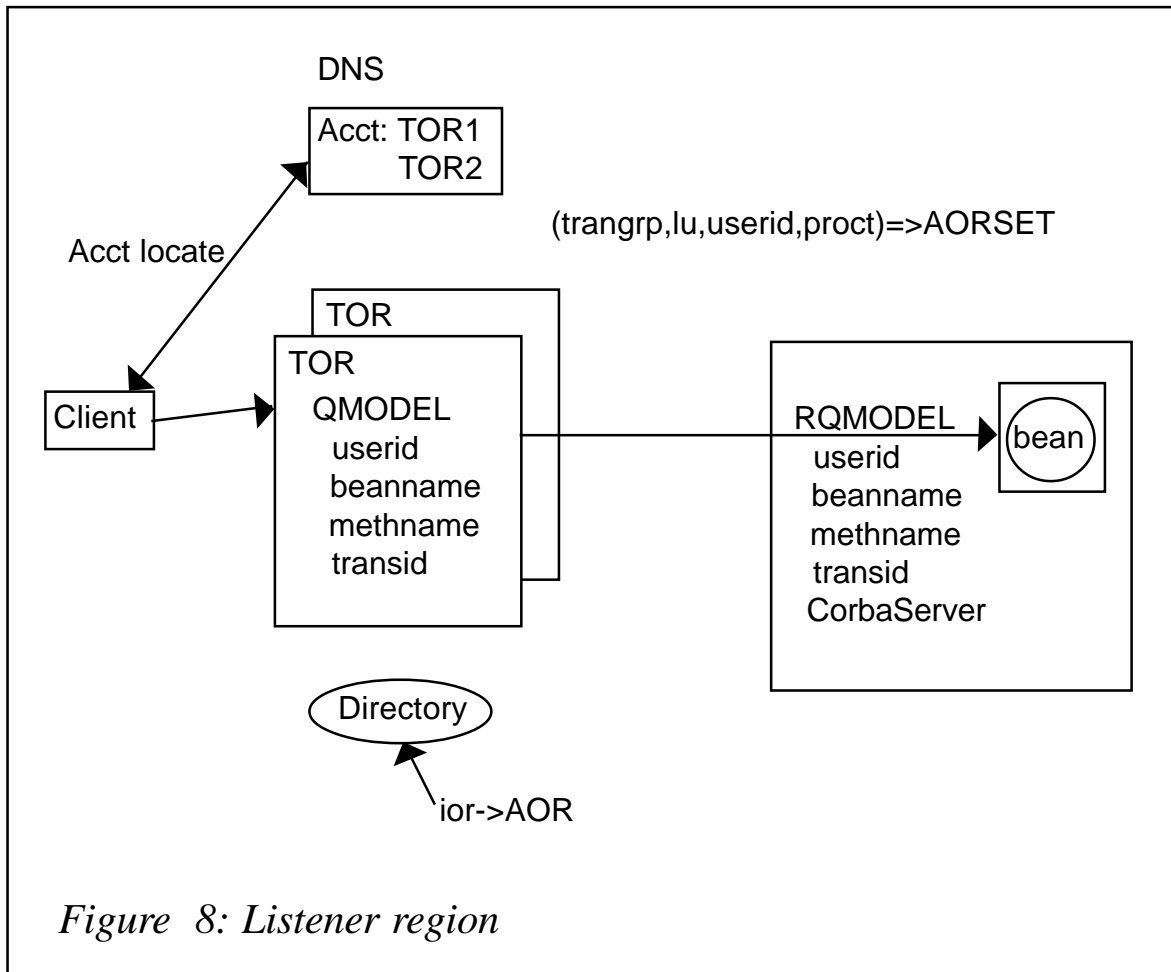 DNS
Acct: TOR1
TOR2
(trangrp,lu,userid,proct)=>AORSET
Acct locate
TOR
TOR
QMODEL
userid
beanname
methname
transid
Client
RQMODEL
userid
beanname
methname
transid
CorbaServer
bean
Directory
ior->AOR
Figure 8: Listener region